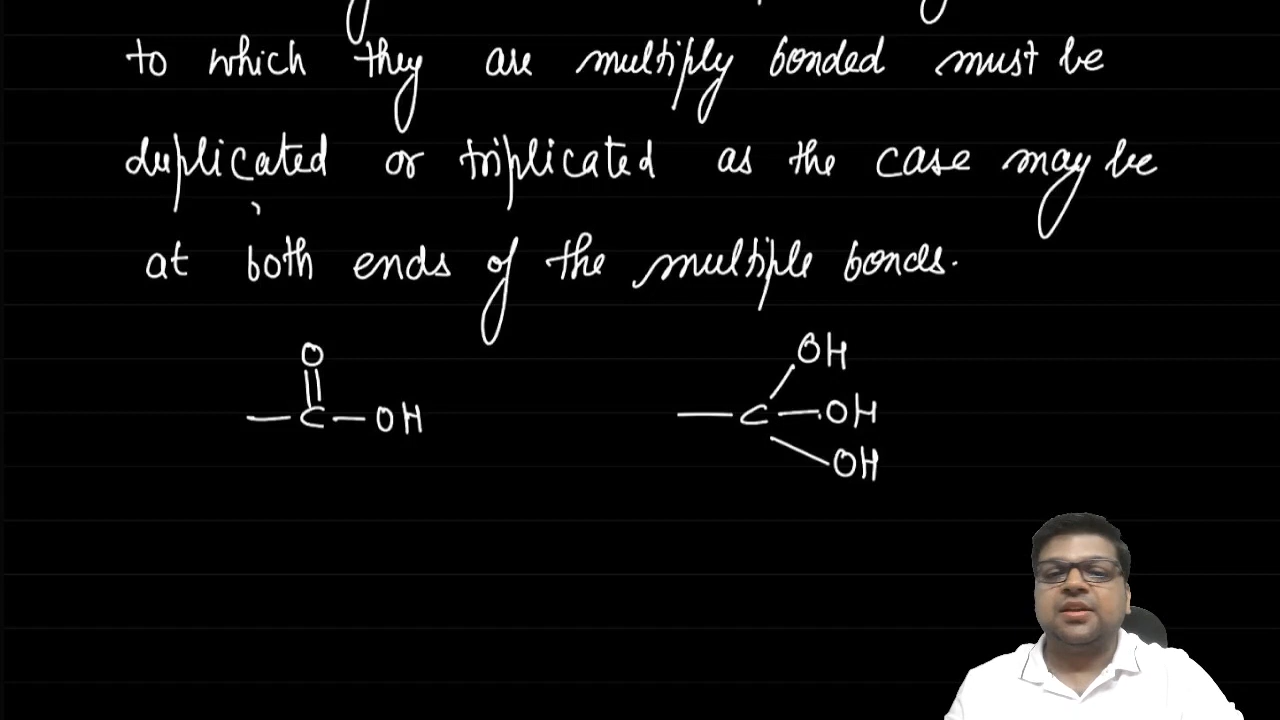 to which they are multiply bonded must be
duplicated or triplicated as the case may be
at both ends of the multiple bonds.
O OH
— C — OH — C — OH
OH